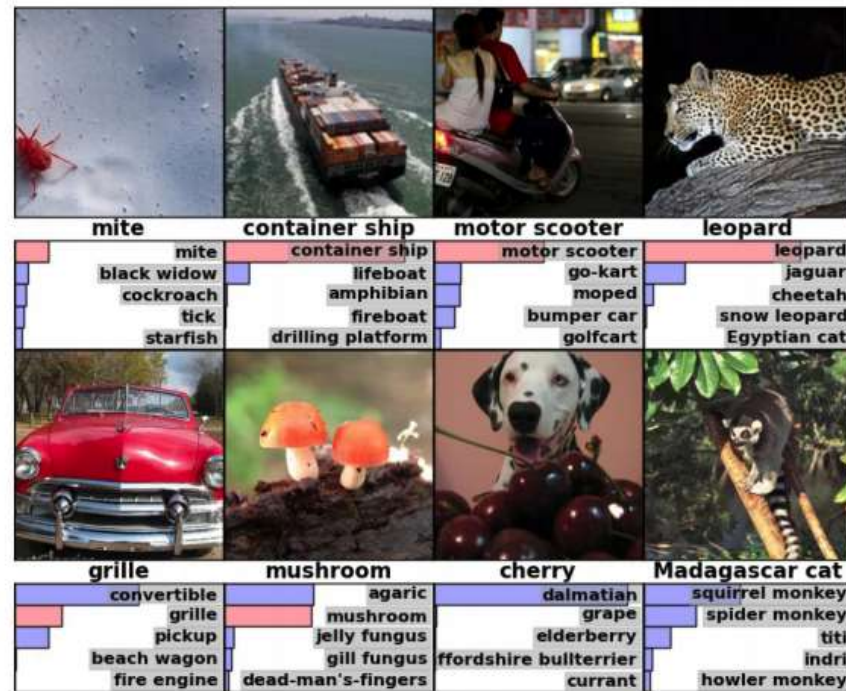 mite
container ship
motor scooter
leopard
mite
black widow
cockroach
tick
starfish
container ship
lifeboat
amphibian
fireboat
drilling platform
motor scooter
go-kart
moped
bumper car
golfcart
leopard
jaguar
cheetah
snow leopard
Egyptian cat
grille
mushroom
cherry
Madagascar cat
convertible
grille
pickup
beach wagon
fire engine
agaric
mushroom
jelly fungus
gill fungus
dead-man's-fingers
dalmatian
grape
elderberry
ffordshire bullterrier
currant
squirrel monkey
spider monkey
titi
indri
howler monkey